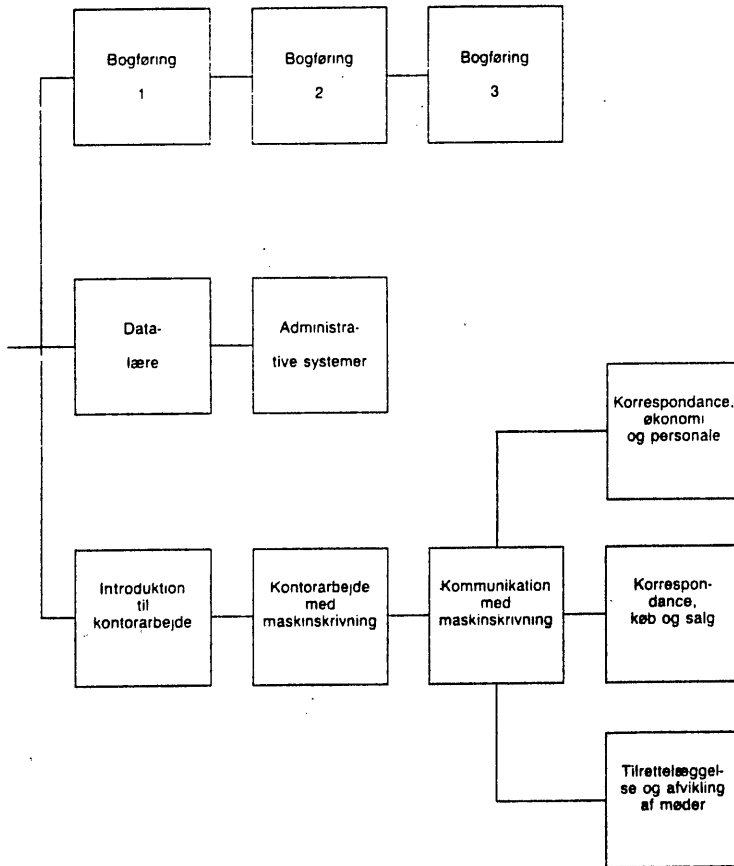 Bogføring
1
Bogføring
2
Bogføring
3
Data-
lære
Administra-
tive systemer
Korrespondance,
økonomi
og personale
Introduktion
til
kontorarbejde
Kontorarbejde
med
maskinskrivning
Kommunikation
med
maskinskrivning
Korrespon-
dance,
køb og salg
Tilrettelæggel-
se og afvikling
af møder